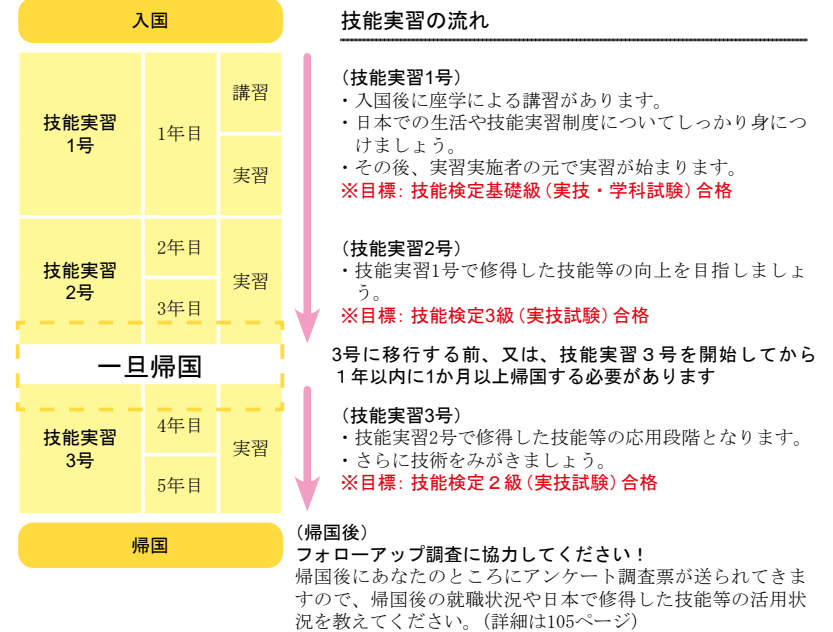 入国
技能実習
1号
1年目
講習
実習
技能実習
2号
2年目
3年目
実習
一旦帰国
技能実習
3号
4年目
5年目
実習
帰国
技能実習の流れ
（技能実習1号）
・入国後に座学による講習があります。
・日本での生活や技能実習制度についてしっかり身につ
けましょう。
・その後、実習実施者の元で実習が始まります。
※目標：技能検定基礎級（実技・学科試験）合格
（技能実習2号）
・技能実習1号で修得した技能等の向上を目指しましょ
う。
※目標：技能検定3級（実技試験）合格
3号に移行する前、又は、技能実習３号を開始してから
１年以内に1か月以上帰国する必要があります
（技能実習3号）
・技能実習2号で修得した技能等の応用段階となります。
・さらに技術をみがきましょう。
※目標：技能検定２級（実技試験）合格
（帰国後）
フォローアップ調査に協力してください！
帰国後にあなたのところにアンケート調査票が送られてきま
すので、帰国後の就職状況や日本で修得した技能等の活用状
況を教えてください。（詳細は105ページ）